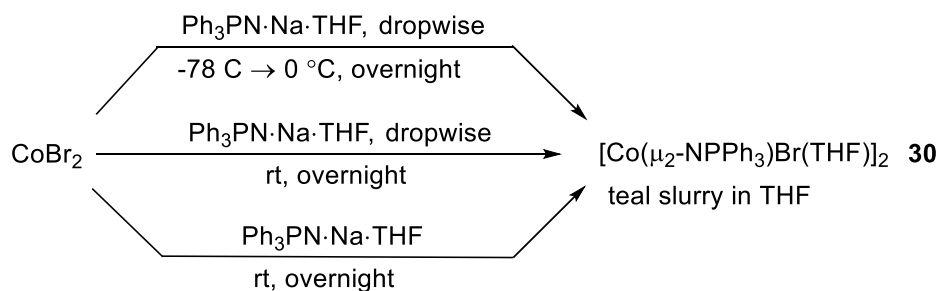 Ph₃PN·Na·THF, dropwise
-78 C → 0 °C, overnight
CoBr₂
Ph₃PN·Na·THF, dropwise
rt, overnight
[Co(μ₂-NPPh₃)Br(THF)]₂ 30
teal slurry in THF
Ph₃PN·Na·THF
rt, overnight